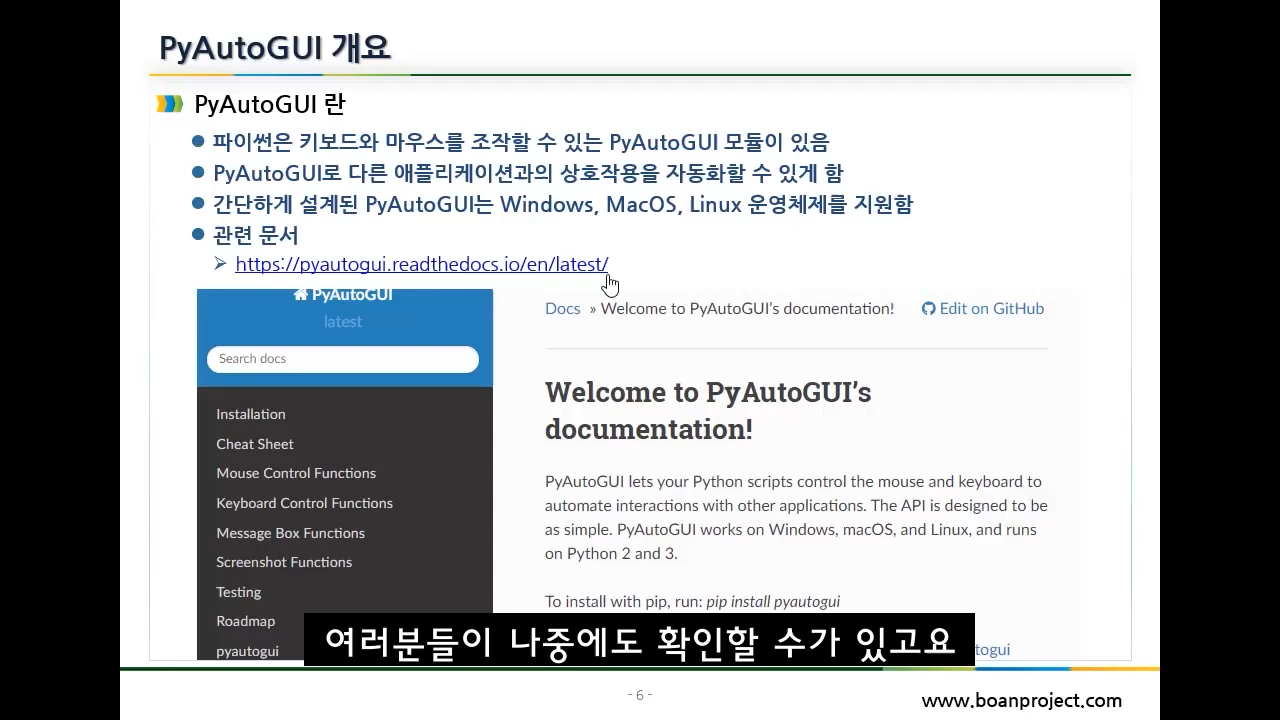 PyAutoGUI 개요
PyAutoGUI 란
파이썬은 키보드와 마우스를 조작할 수 있는 PyAutoGUI 모듈이 있음
PyAutoGUI로 다른 애플리케이션과의 상호작용을 자동화할 수 있게 함
간단하게 설계된 PyAutoGUI는 Windows, MacOS, Linux 운영체제를 지원함
관련 문서
https://pyautogui.readthedocs.io/en/latest/
PyAutoGUI
latest
Search docs
Installation
Cheat Sheet
Mouse Control Functions
Keyboard Control Functions
Message Box Functions
Screenshot Functions
Testing
Roadmap
pyautogui
Docs » Welcome to PyAutoGUI's documentation! Edit on GitHub
Welcome to PyAutoGUI's
documentation!
PyAutoGUI lets your Python scripts control the mouse and keyboard to
automate interactions with other applications. The API is designed to be
as simple. PyAutoGUI works on Windows, macOS, and Linux, and runs
on Python 2 and 3.
To install with pip, run: pip install pyautogui
여러분들이 나중에도 확인할 수가 있고요
- 6 -
www.boanproject.com